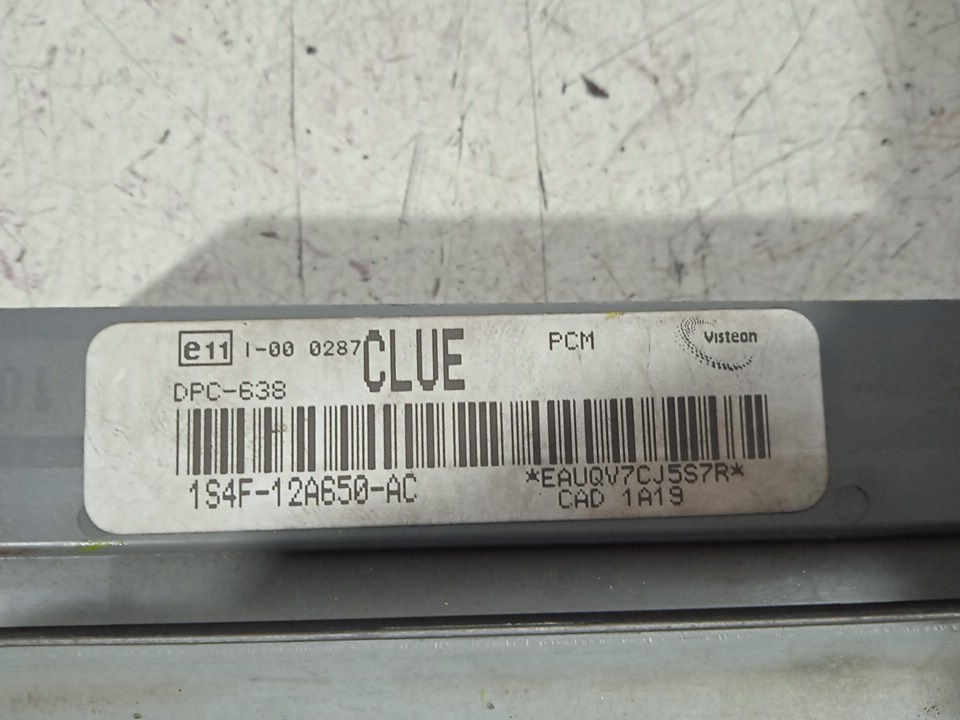 e11 I-00 0287 CLUE PCM Visteon
DPC-638
1S4F-12A650-AC *EAUQV7CJ5S7R*
CAD 1A19